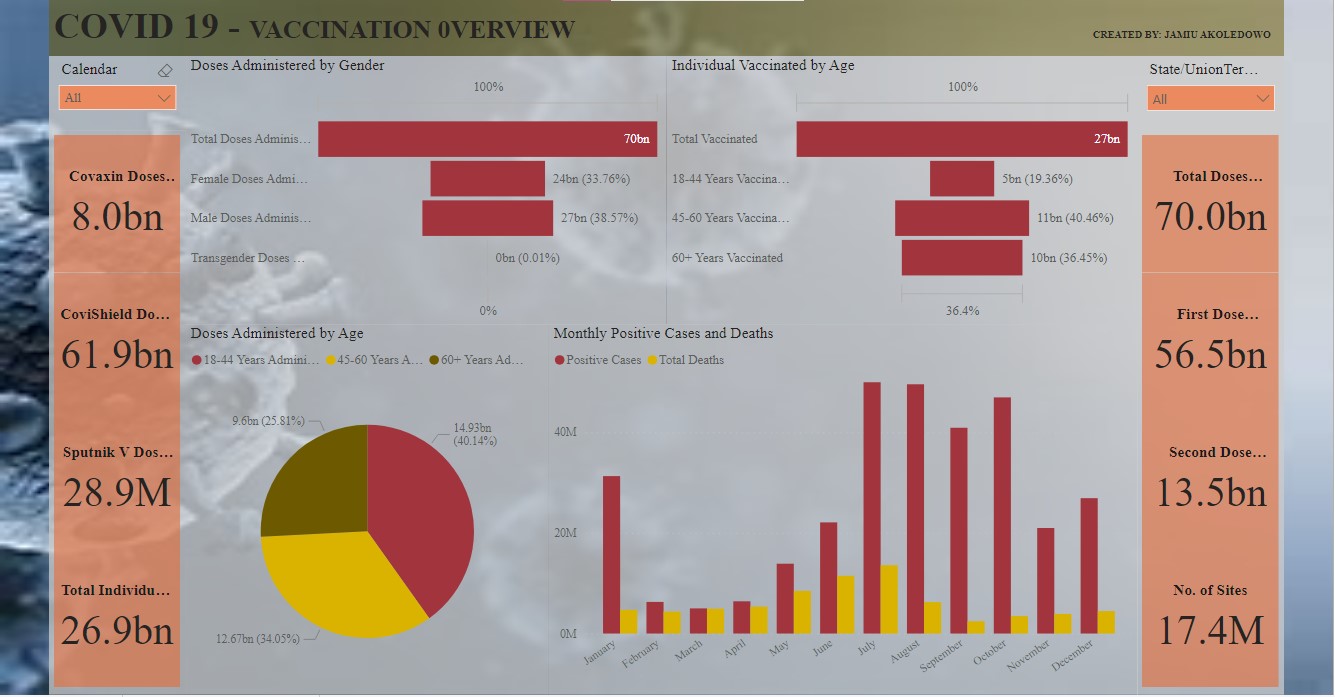 COVID 19 - VACCINATION 0VERVIEW
CREATED BY: JAMIU AKOLEDOWO
Calendar
All
Covaxin Doses..
8.0bn
CoviShield Do...
61.9bn
Sputnik V Dos...
28.9M
Total Individu...
26.9bn
Doses Administered by Gender
100%
Total Doses Adminis... 70bn
Female Doses Admi... 24bn (33.76%)
Male Doses Adminis... 27bn (38.57%)
Transgender Doses ... 0bn (0.01%)
0%
Individual Vaccinated by Age
100%
Total Vaccinated 27bn
18-44 Years Vaccina... 5bn (19.36%)
45-60 Years Vaccina... 11bn (40.46%)
60+ Years Vaccinated 10bn (36.45%)
36.4%
Doses Administered by Age
18-44 Years Admini... 45-60 Years A... 60+ Years Ad...
9.6bn (25.81%)
14.93bn
(40.14%)
12.67bn (34.05%)
Monthly Positive Cases and Deaths
Positive Cases Total Deaths
40M
20M
0M
January February March April May June July August September October November December
State/UnionTer...
All
Total Doses...
70.0bn
First Dose...
56.5bn
Second Dose...
13.5bn
No. of Sites
17.4M